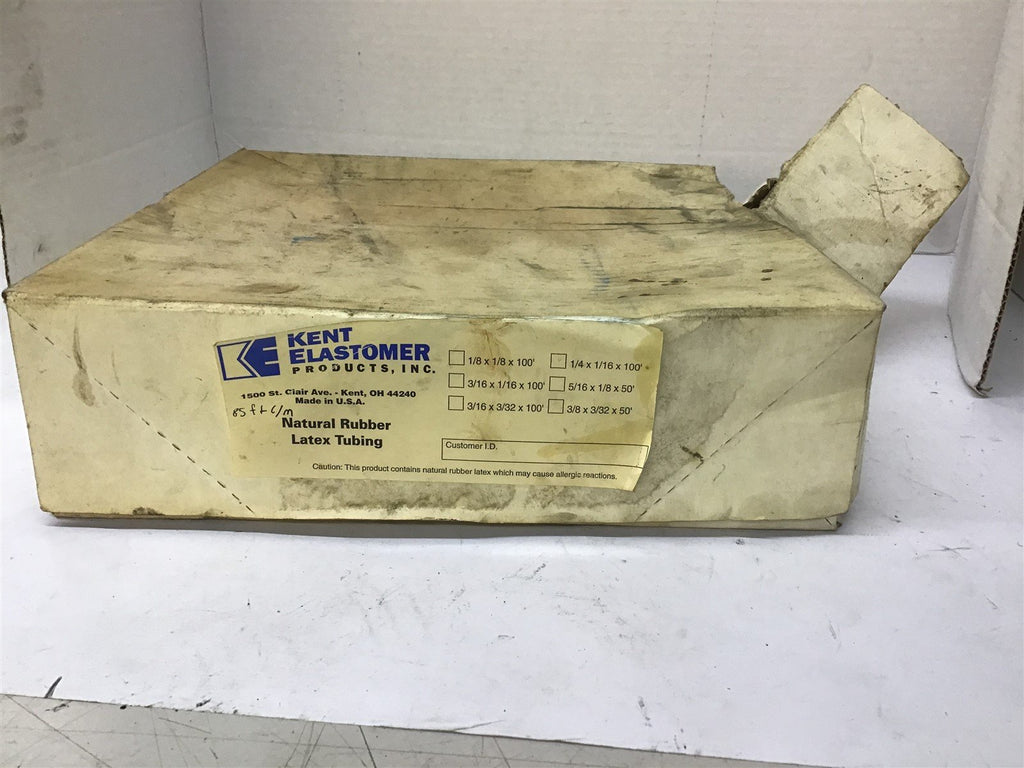 KENT
ELASTOMER
PRODUCTS, INC.
1500 St. Clair Ave. - Kent, OH 44240
Made in U.S.A.
85 ft
Natural Rubber
Latex Tubing
1/8 x 1/8 x 100'
1/4 x 1/16 x 100'
3/16 x 1/16 x 100'
5/16 x 1/8 x 50'
3/16 x 3/32 x 100'
3/8 x 3/32 x 50'
Customer I.D.
Caution: This product contains natural rubber latex which may cause allergic reactions.